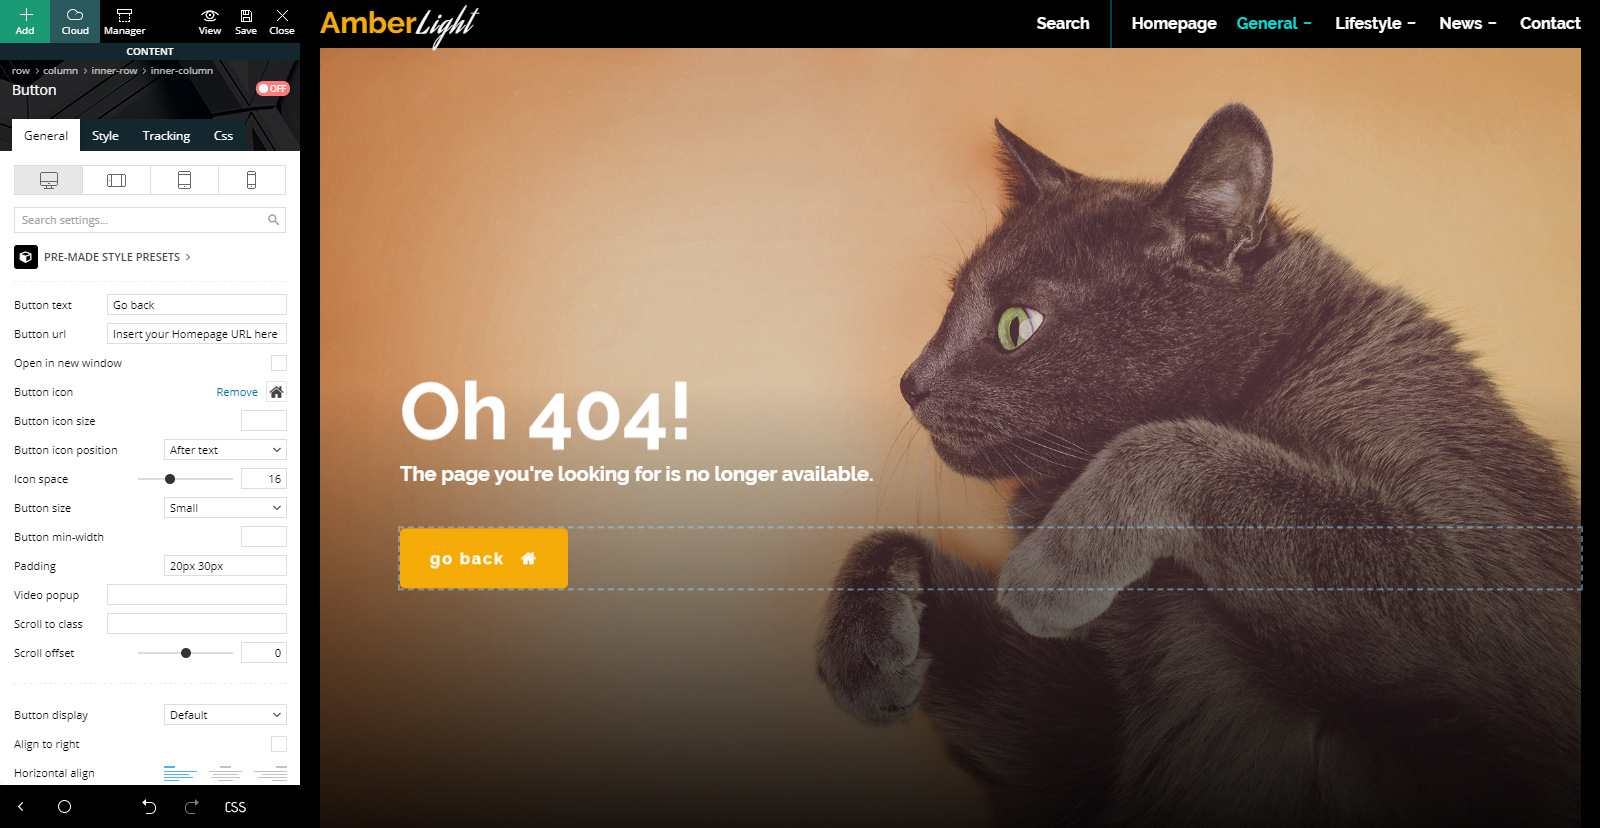 Add
Cloud
Manager
View
Save
Close
CONTENT
row > column > inner-row > inner-column
Button
OFF
General
Style
Tracking
Css
Search settings...
PRE-MADE STYLE PRESETS >
Button text
Go back
Button url
Insert your Homepage URL here
Open in new window
Button icon
Remove
Button icon size
Button icon position
After text
Icon space
16
Button size
Small
Button min-width
Padding
20px 30px
Video popup
Scroll to class
Scroll offset
0
Button display
Default
Align to right
Horizontal align
CSS
AmberLight
Search
Homepage
General
Lifestyle
News
Contact
Oh 404!
The page you're looking for is no longer available.
go back